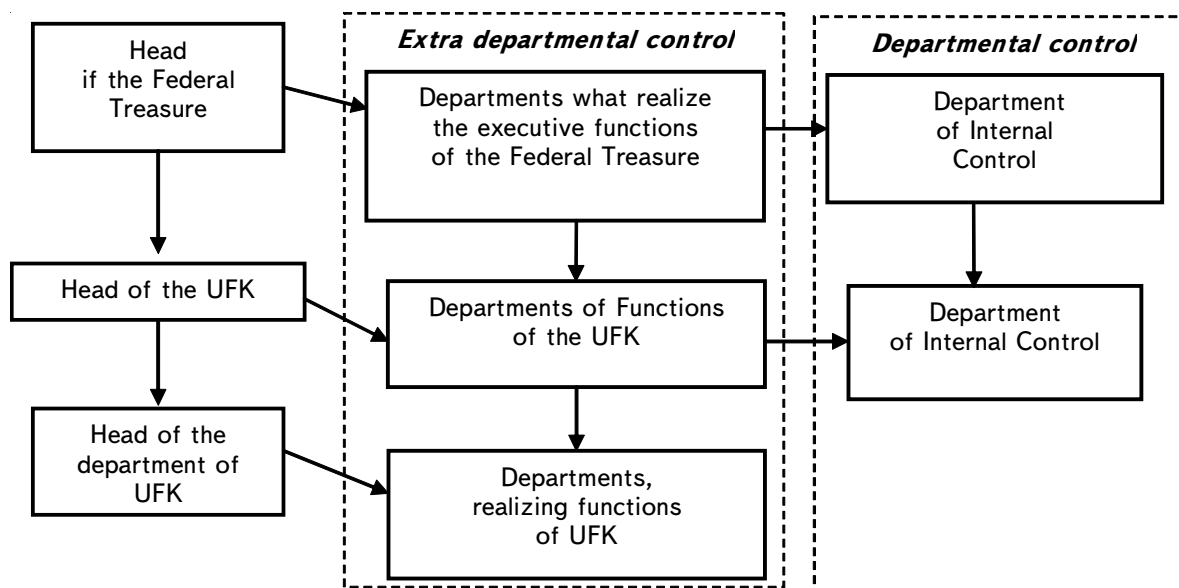 Head
if the Federal
Treasure
Extra departmental control
Departments what realize
the executive functions
of the Federal Treasure
Departmental control
Department
of Internal
Control
Head of the UFK
Departments of Functions
of the UFK
Department
of Internal Control
Head of the
department of
UFK
Departments,
realizing functions
of UFK